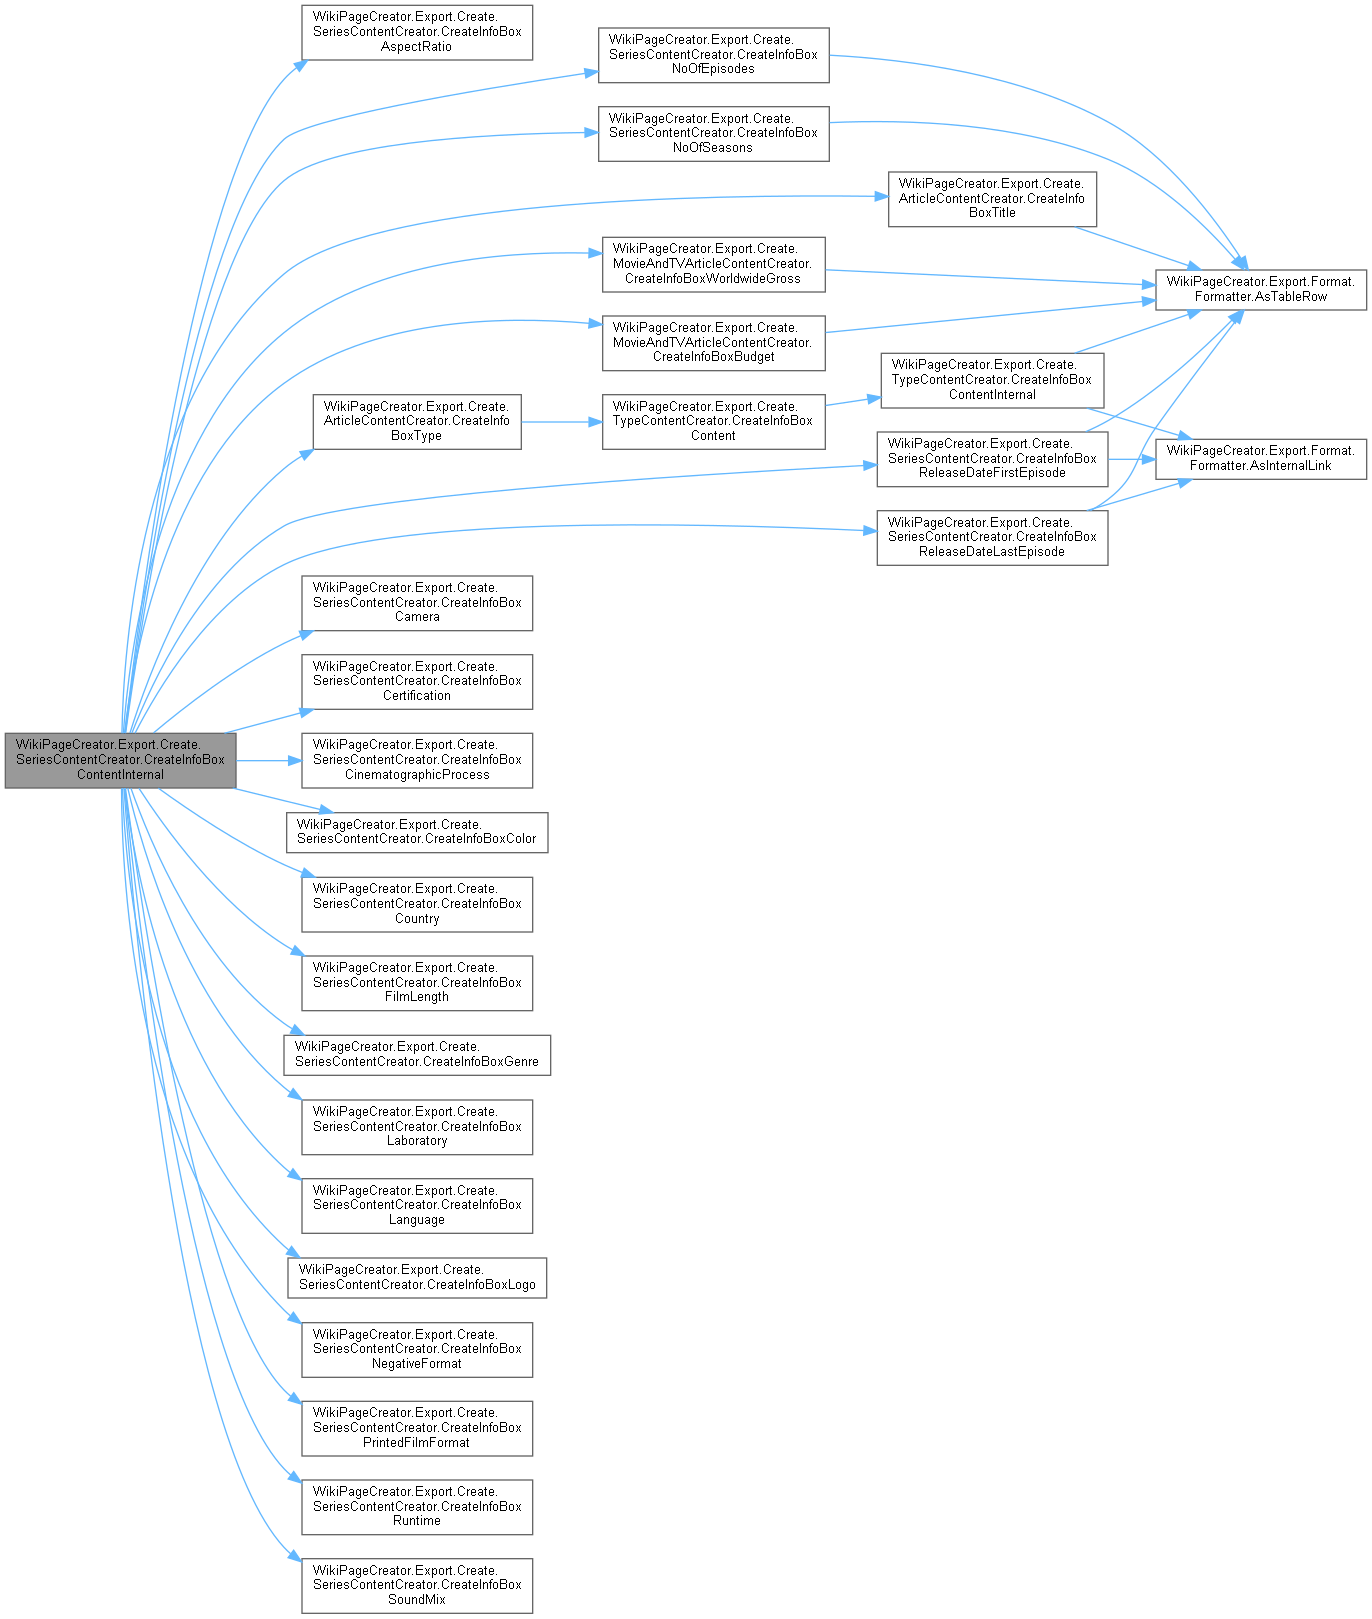 WikiPageCreator.Export.Create.
SeriesContentCreator.CreateInfoBox
AspectRatio
WikiPageCreator.Export.Create.
SeriesContentCreator.CreateInfoBox
NoOfEpisodes
WikiPageCreator.Export.Create.
SeriesContentCreator.CreateInfoBox
NoOfSeasons
WikiPageCreator.Export.Create.
ArticleContentCreator.CreateInfo
BoxTitle
WikiPageCreator.Export.Create.
MovieAndTVArticleContentCreator.
CreateInfoBoxWorldwideGross
WikiPageCreator.Export.Format.
Formatter.AsTableRow
WikiPageCreator.Export.Create.
MovieAndTVArticleContentCreator.
CreateInfoBoxBudget
WikiPageCreator.Export.Create.
TypeContentCreator.CreateInfoBox
ContentInternal
WikiPageCreator.Export.Create.
ArticleContentCreator.CreateInfo
BoxType
WikiPageCreator.Export.Create.
TypeContentCreator.CreateInfoBox
Content
WikiPageCreator.Export.Create.
SeriesContentCreator.CreateInfoBox
ReleaseDateFirstEpisode
WikiPageCreator.Export.Format.
Formatter.AsInternalLink
WikiPageCreator.Export.Create.
SeriesContentCreator.CreateInfoBox
ReleaseDateLastEpisode
WikiPageCreator.Export.Create.
SeriesContentCreator.CreateInfoBox
Camera
WikiPageCreator.Export.Create.
SeriesContentCreator.CreateInfoBox
Certification
WikiPageCreator.Export.Create.
SeriesContentCreator.CreateInfoBox
ContentInternal
WikiPageCreator.Export.Create.
SeriesContentCreator.CreateInfoBox
CinematographicProcess
WikiPageCreator.Export.Create.
SeriesContentCreator.CreateInfoBoxColor
WikiPageCreator.Export.Create.
SeriesContentCreator.CreateInfoBox
Country
WikiPageCreator.Export.Create.
SeriesContentCreator.CreateInfoBox
FilmLength
WikiPageCreator.Export.Create.
SeriesContentCreator.CreateInfoBoxGenre
WikiPageCreator.Export.Create.
SeriesContentCreator.CreateInfoBox
Laboratory
WikiPageCreator.Export.Create.
SeriesContentCreator.CreateInfoBox
Language
WikiPageCreator.Export.Create.
SeriesContentCreator.CreateInfoBoxLogo
WikiPageCreator.Export.Create.
SeriesContentCreator.CreateInfoBox
NegativeFormat
WikiPageCreator.Export.Create.
SeriesContentCreator.CreateInfoBox
PrintedFilmFormat
WikiPageCreator.Export.Create.
SeriesContentCreator.CreateInfoBox
Runtime
WikiPageCreator.Export.Create.
SeriesContentCreator.CreateInfoBox
SoundMix